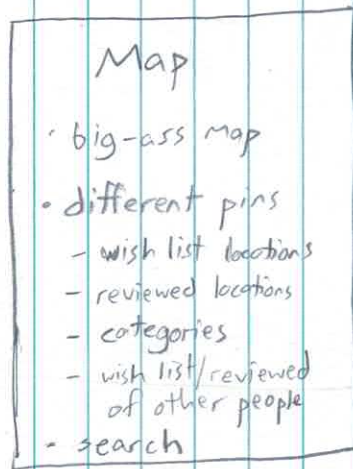 Map
• big-ass map
• different pins
- wish list locations
- reviewed locations
- categories
- wish list/reviewed
of other people
- search